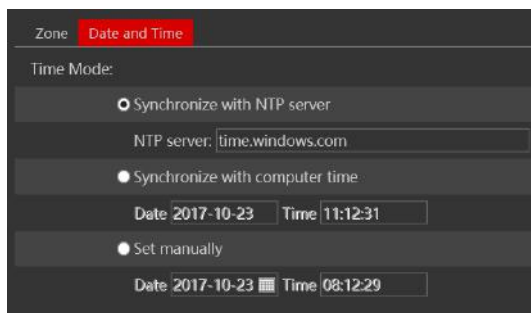 Zone Date and Time
Time Mode:
Synchronize with NTP server
NTP server: time.windows.com
Synchronize with computer time
Date 2017-10-23 Time 11:12:31
Set manually
Date 2017-10-23 Time 08:12:29